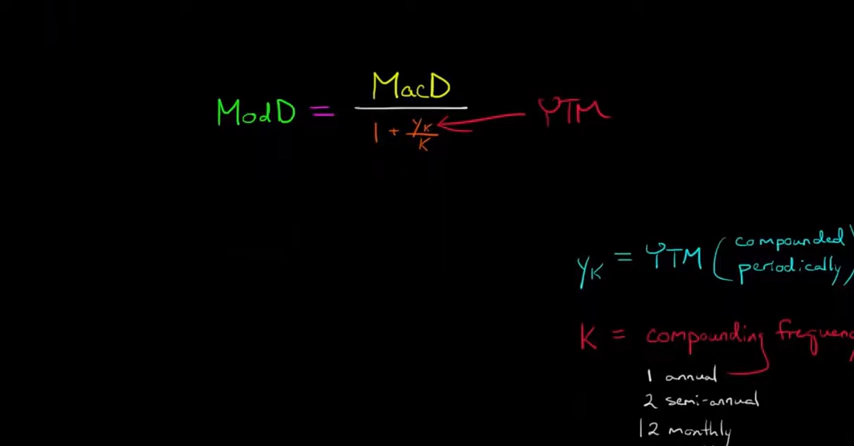 ModD = MacD / 1 + yK/K YTM
yK = YTM (compounded periodically)
K = compounding
1 annual
2 semi-annual
12 monthly